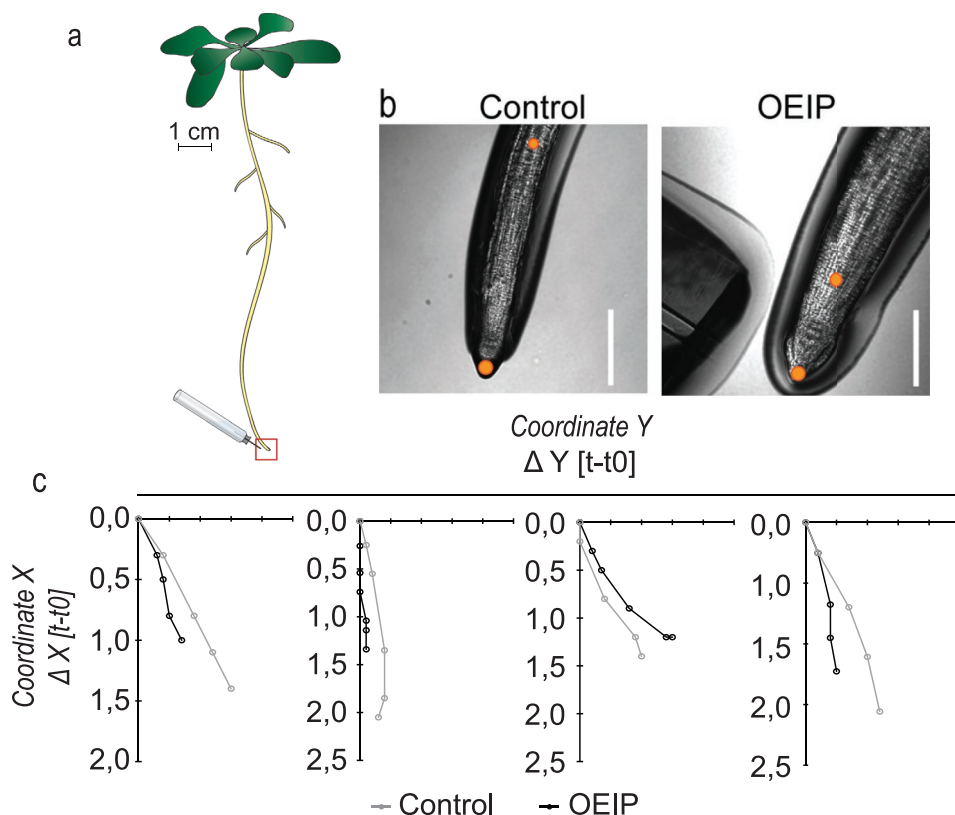 a
1 cm
b
Control
OEIP
Coordinate Y
Δ Y [t-t0]
c
Coordinate X
Δ X [t-t0]
0,0
0,5
1,0
1,5
2,0
0,0
0,5
1,0
1,5
2,0
2,5
0,0
0,5
1,0
1,5
2,0
2,5
0,0
0,5
1,0
1,5
2,0
2,5
Control
OEIP